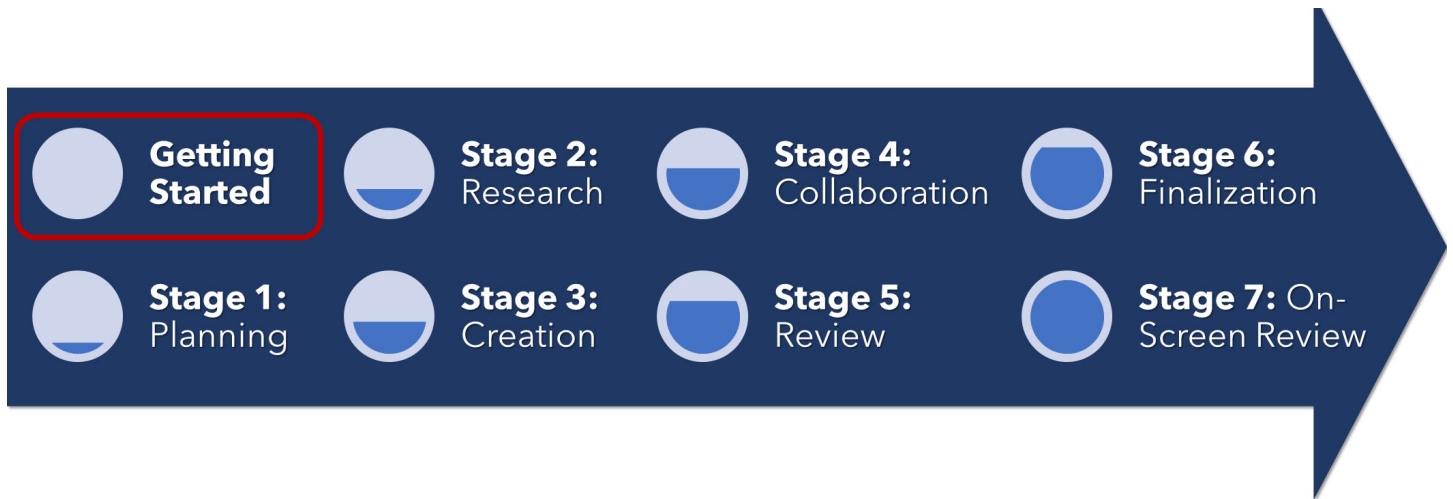 Getting
Started
Stage 1:
Planning
Stage 2:
Research
Stage 3:
Creation
Stage 4:
Collaboration
Stage 5:
Review
Stage 6:
Finalization
Stage 7: On-
Screen Review